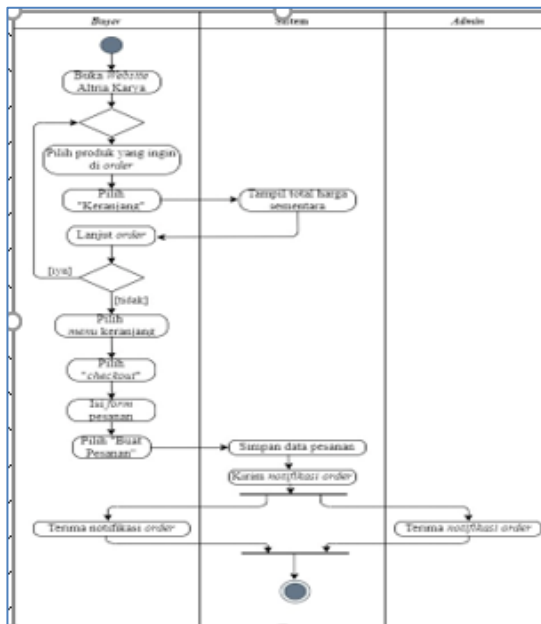 Buyer
Sistem
Admin
Buka Website
Altria Karya
Pilih produk yang ingin
di order
Pilih
"Keranjang"
Tampil total harga
sementara
Lanjut order
[iya]
[tidak]
Pilih
menu keranjang
Pilih
"checkout"
Isi form
pesanan
Pilih "Buat
Pesanan"
Simpan data pesanan
Kirim notifikasi order
Terima notifikasi order
Terima notifikasi order